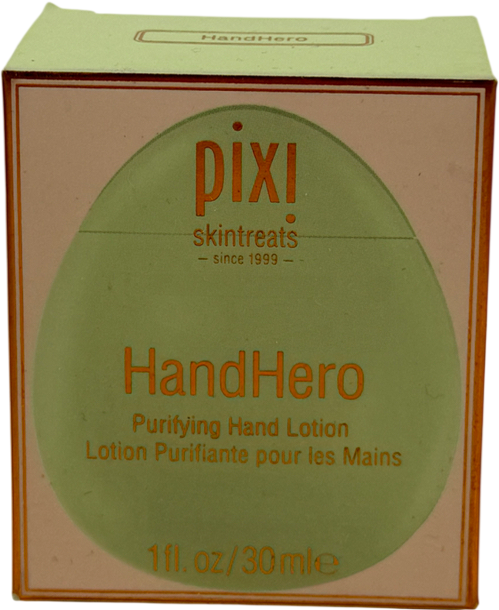 HandHero
pixi
skintreats
– since 1999 –
HandHero
Purifying Hand Lotion
Lotion Purifiante pour les Mains
1fl.oz/30ml℮